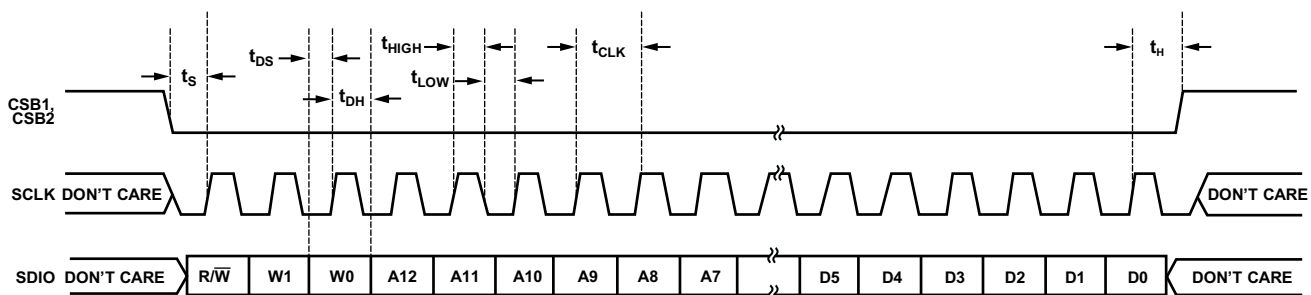 tDS
tHIGH
tCLK
tH
tS
tDH
tLOW
CSB1,
CSB2
SCLK DON'T CARE DON'T CARE
SDIO DON'T CARE R/W̅ W1 W0 A12 A11 A10 A9 A8 A7 D5 D4 D3 D2 D1 D0 DON'T CARE